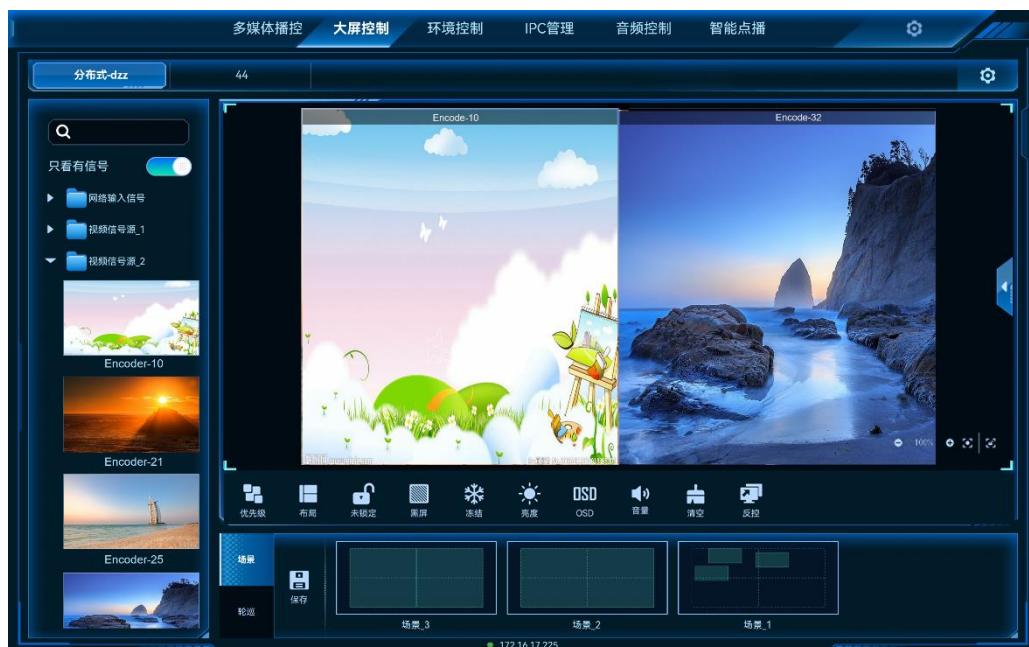 多媒体播控 大屏控制 环境控制 IPC管理 音频控制 智能点播
分布式-dzz 44
只看有信号
网络输入信号
视频信号源_1
视频信号源_2
Encoder-10
Encoder-21
Encoder-25
Encode-10 Encode-32
100%
优先级 布局 未锁定 黑屏 冻结 亮度 OSD 音量 清空 反控
OSD
场景
轮巡
保存
场景_3 场景_2 场景_1
172.16.17.225